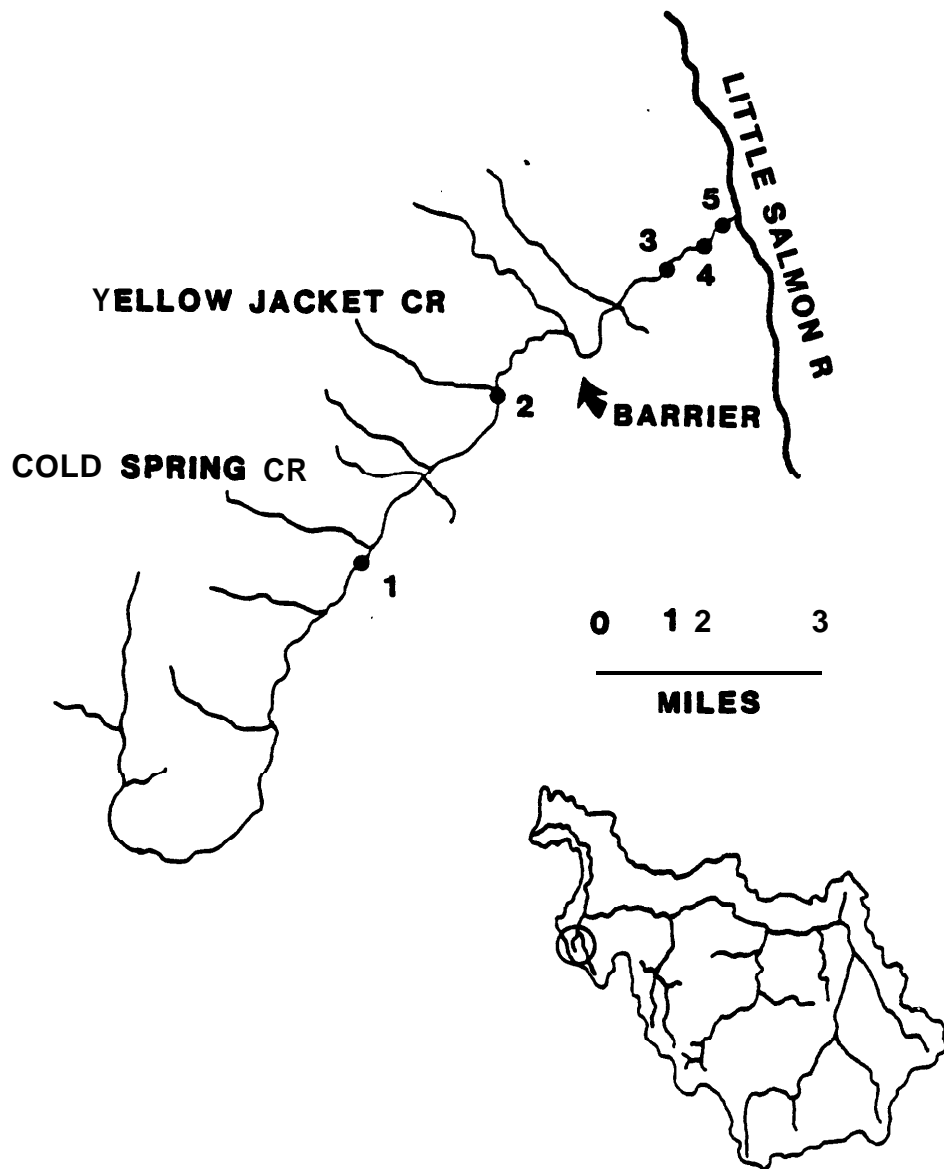 LITTLE SALMON R
5
3
4
YELLOW JACKET CR
2
BARRIER
COLD SPRING CR
1
0 1 2 3
MILES